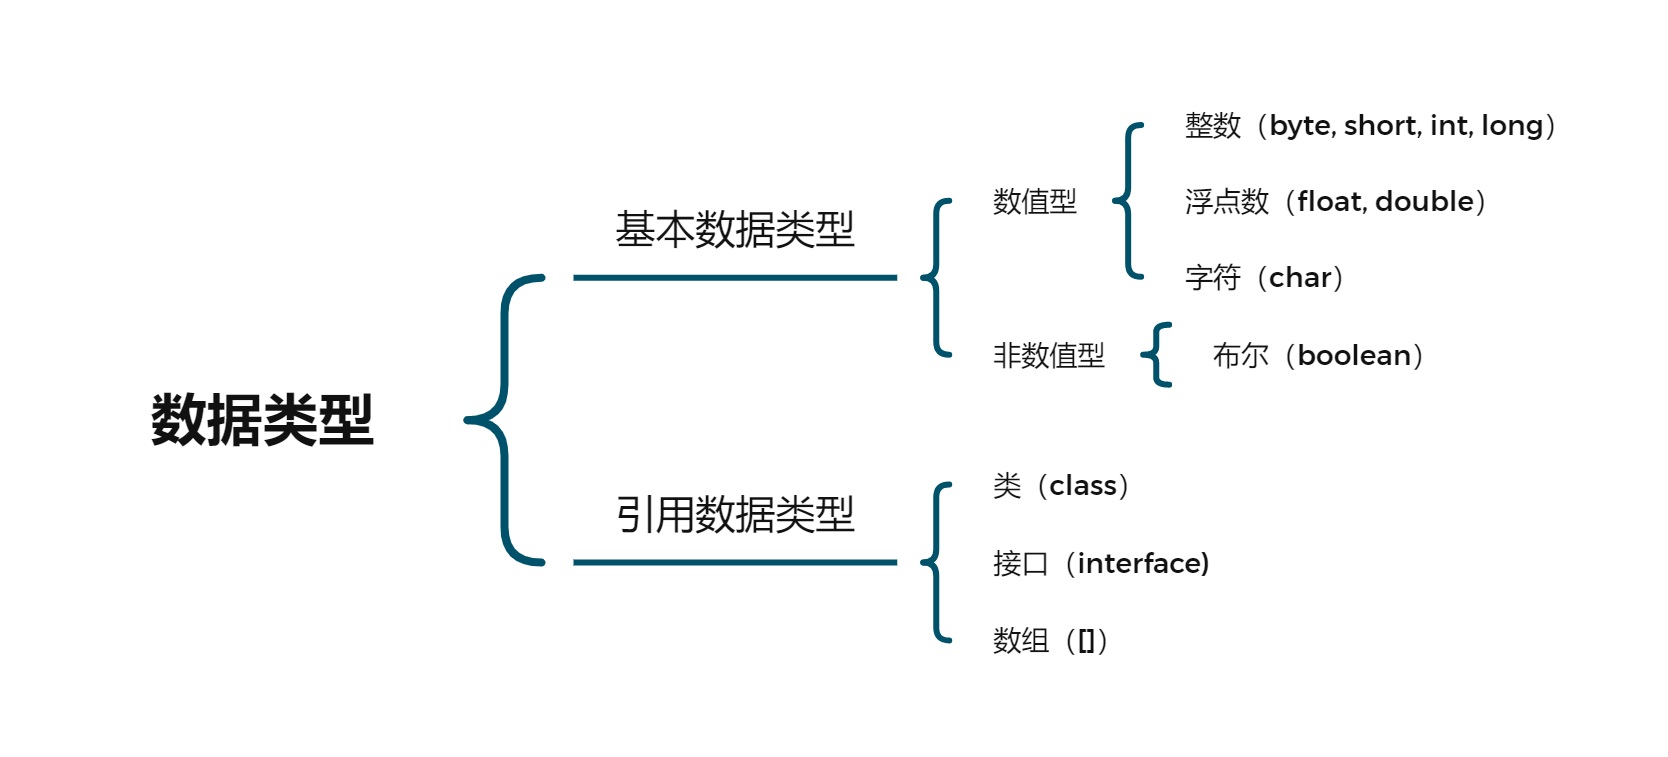 数据类型
基本数据类型
数值型
整数（byte, short, int, long）
浮点数（float, double）
字符（char）
非数值型
布尔（boolean）
引用数据类型
类（class）
接口（interface)
数组（[]）